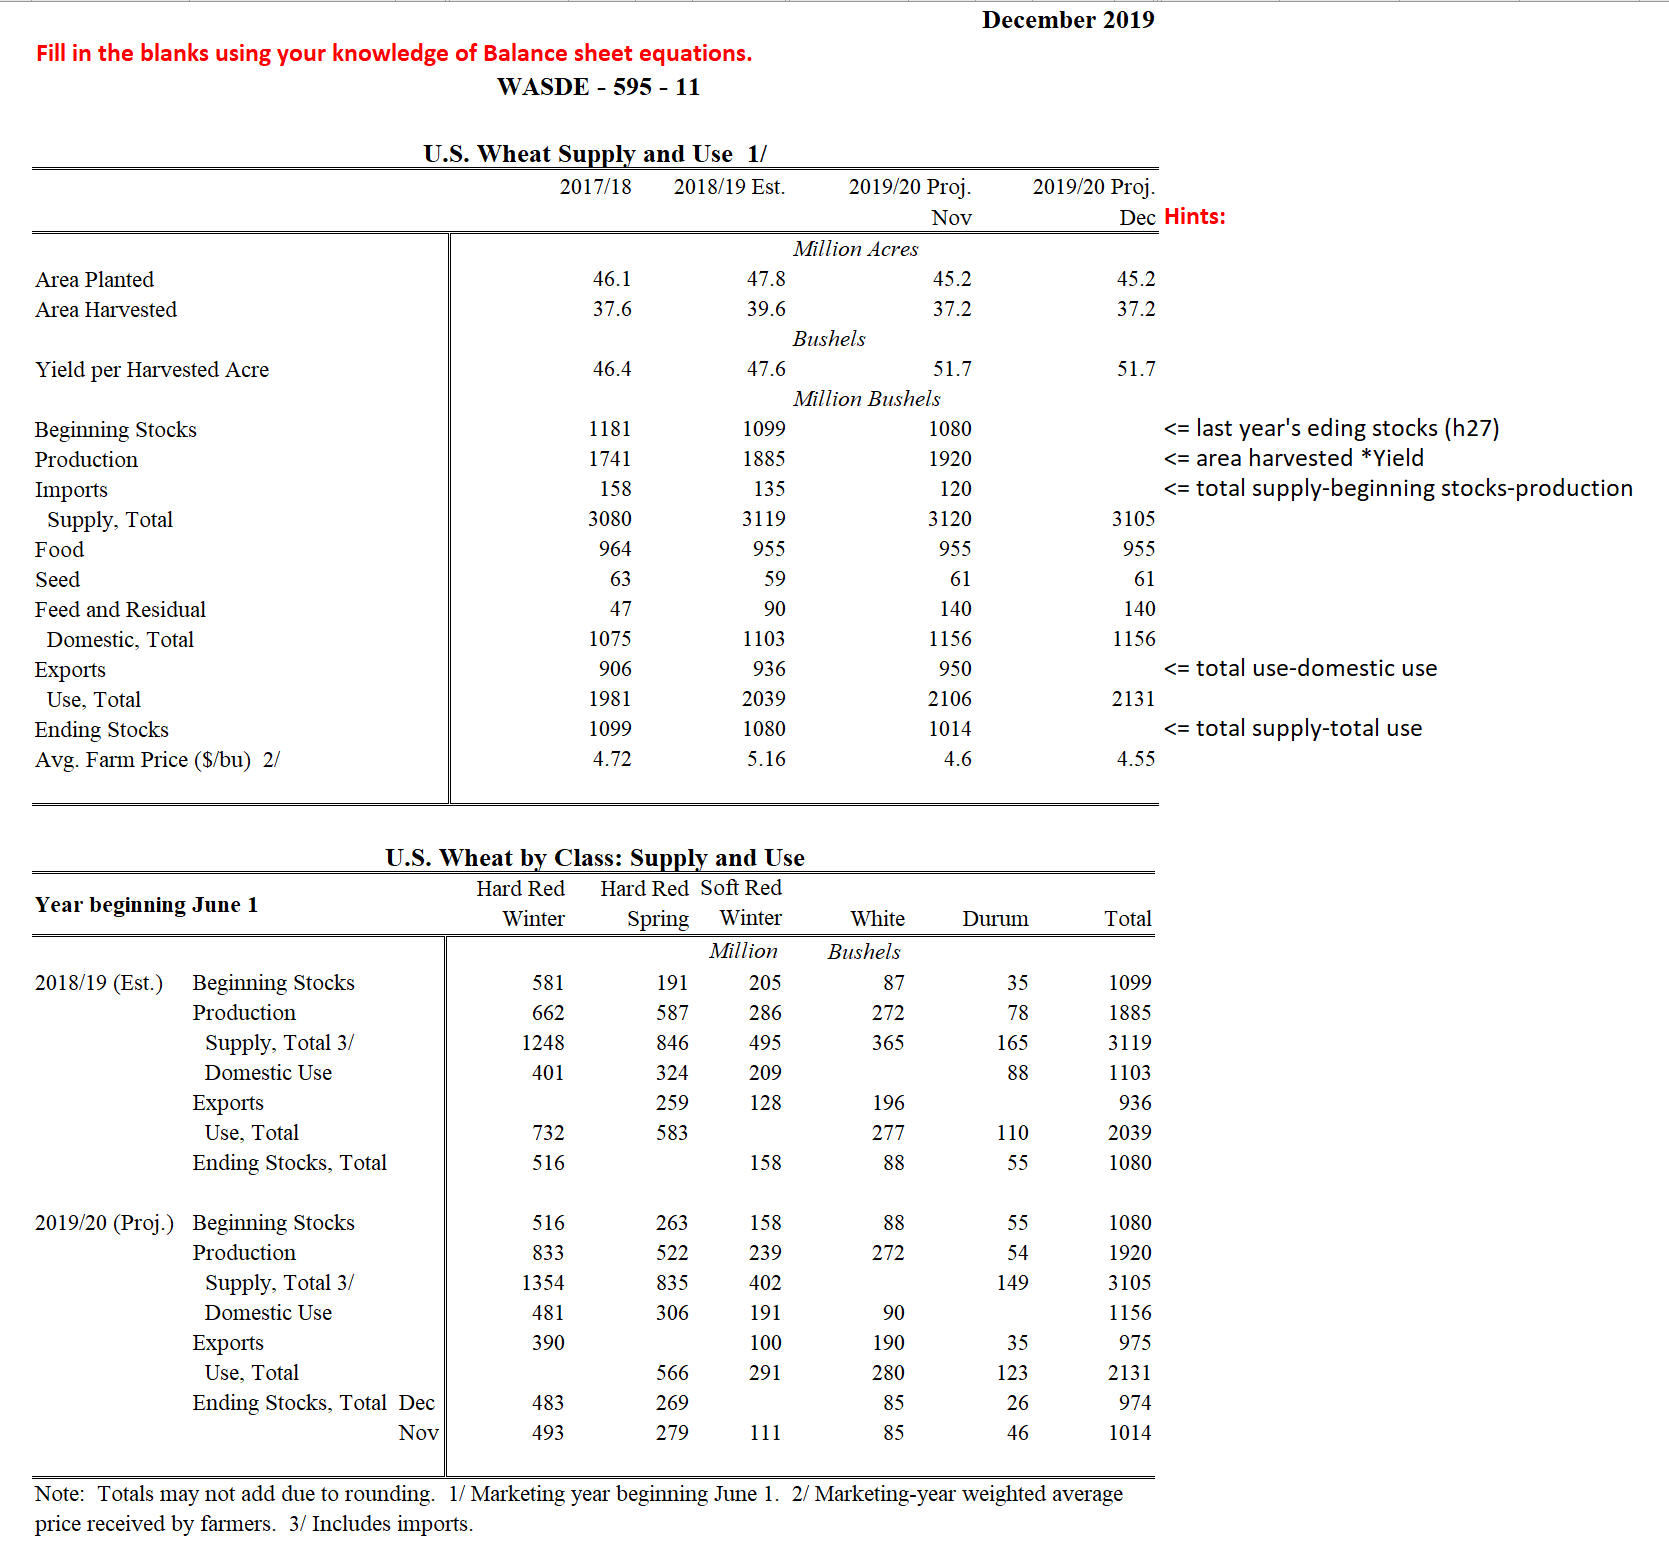 December 2019
Fill in the blanks using your knowledge of Balance sheet equations.
WASDE - 595 - 11
U.S. Wheat Supply and Use 1/
2017/18 2018/19 Est. 2019/20 Proj. 2019/20 Proj.
Nov Dec Hints:
Million Acres
Area Planted 46.1 47.8 45.2 45.2
Area Harvested 37.6 39.6 37.2 37.2
Bushels
Yield per Harvested Acre 46.4 47.6 51.7 51.7
Million Bushels
Beginning Stocks 1181 1099 1080 <= last year's eding stocks (h27)
Production 1741 1885 1920 <= area harvested *Yield
Imports 158 135 120 <= total supply-beginning stocks-production
Supply, Total 3080 3119 3120 3105
Food 964 955 955 955
Seed 63 59 61 61
Feed and Residual 47 90 140 140
Domestic, Total 1075 1103 1156 1156
Exports 906 936 950 <= total use-domestic use
Use, Total 1981 2039 2106 2131
Ending Stocks 1099 1080 1014 <= total supply-total use
Avg. Farm Price ($/bu) 2/ 4.72 5.16 4.6 4.55
U.S. Wheat by Class: Supply and Use
Hard Red Hard Red Soft Red
Year beginning June 1 Winter Spring Winter White Durum Total
Million Bushels
2018/19 (Est.) Beginning Stocks 581 191 205 87 35 1099
Production 662 587 286 272 78 1885
Supply, Total 3/ 1248 846 495 365 165 3119
Domestic Use 401 324 209 88 1103
Exports 259 128 196 936
Use, Total 732 583 277 110 2039
Ending Stocks, Total 516 158 88 55 1080
2019/20 (Proj.) Beginning Stocks 516 263 158 88 55 1080
Production 833 522 239 272 54 1920
Supply, Total 3/ 1354 835 402 149 3105
Domestic Use 481 306 191 90 1156
Exports 390 100 190 35 975
Use, Total 566 291 280 123 2131
Ending Stocks, Total Dec 483 269 85 26 974
Nov 493 279 111 85 46 1014
Note: Totals may not add due to rounding. 1/ Marketing year beginning June 1. 2/ Marketing-year weighted average
price received by farmers. 3/ Includes imports.